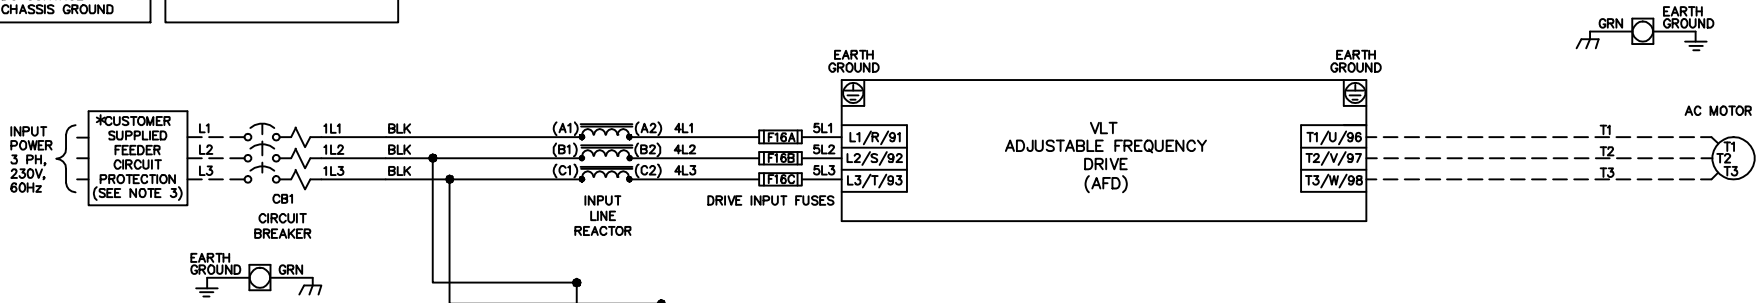 CHASSIS GROUND
GRN
EARTH
GROUND
EARTH
GROUND
EARTH
GROUND
AC MOTOR
INPUT
POWER
3 PH,
230V,
60Hz
*CUSTOMER
SUPPLIED
FEEDER
CIRCUIT
PROTECTION
(SEE NOTE 3)
L1
L2
L3
CB1
CIRCUIT
BREAKER
1L1 BLK
1L2 BLK
1L3 BLK
(A1) (A2) 4L1
(B1) (B2) 4L2
(C1) (C2) 4L3
INPUT
LINE
REACTOR
F16A 5L1
F16B 5L2
F16C 5L3
DRIVE INPUT FUSES
L1/R/91
L2/S/92
L3/T/93
VLT
ADJUSTABLE FREQUENCY
DRIVE
(AFD)
T1/U/96
T2/V/97
T3/W/98
T1
T2
T3
T1
T2
T3
EARTH
GROUND GRN